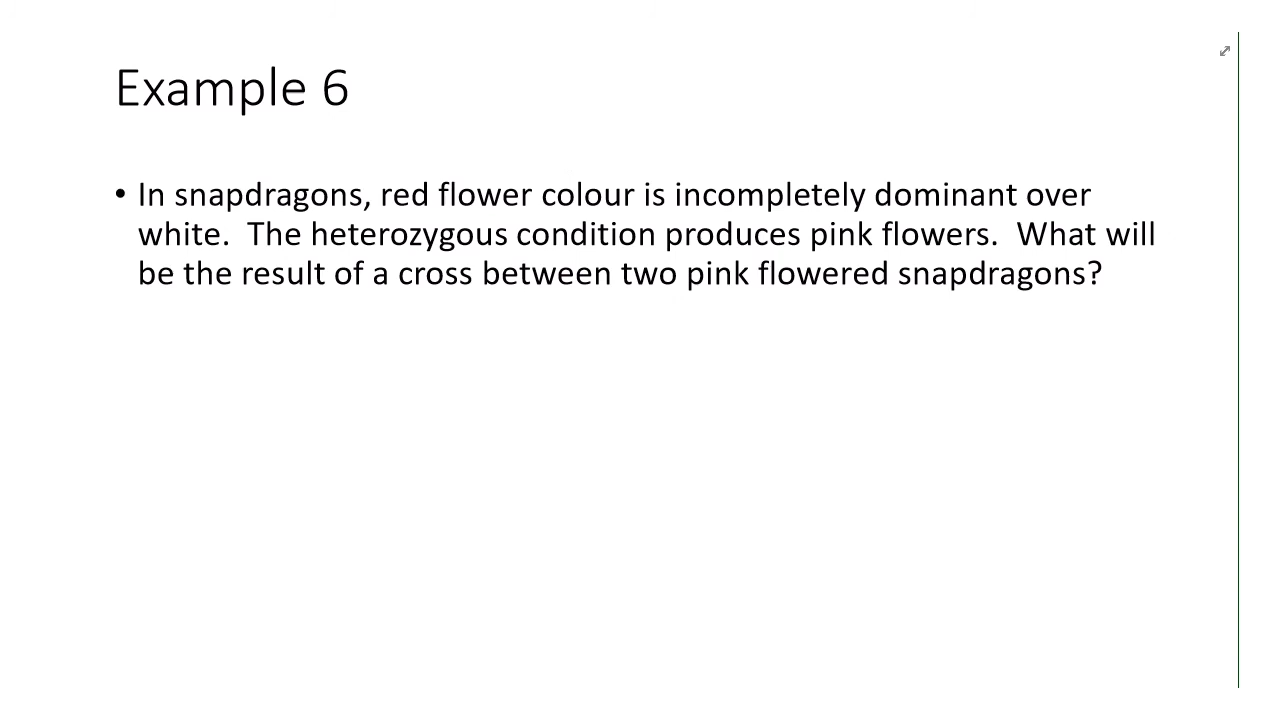 Example 6
• In snapdragons, red flower colour is incompletely dominant over
white.  The heterozygous condition produces pink flowers.  What will
be the result of a cross between two pink flowered snapdragons?